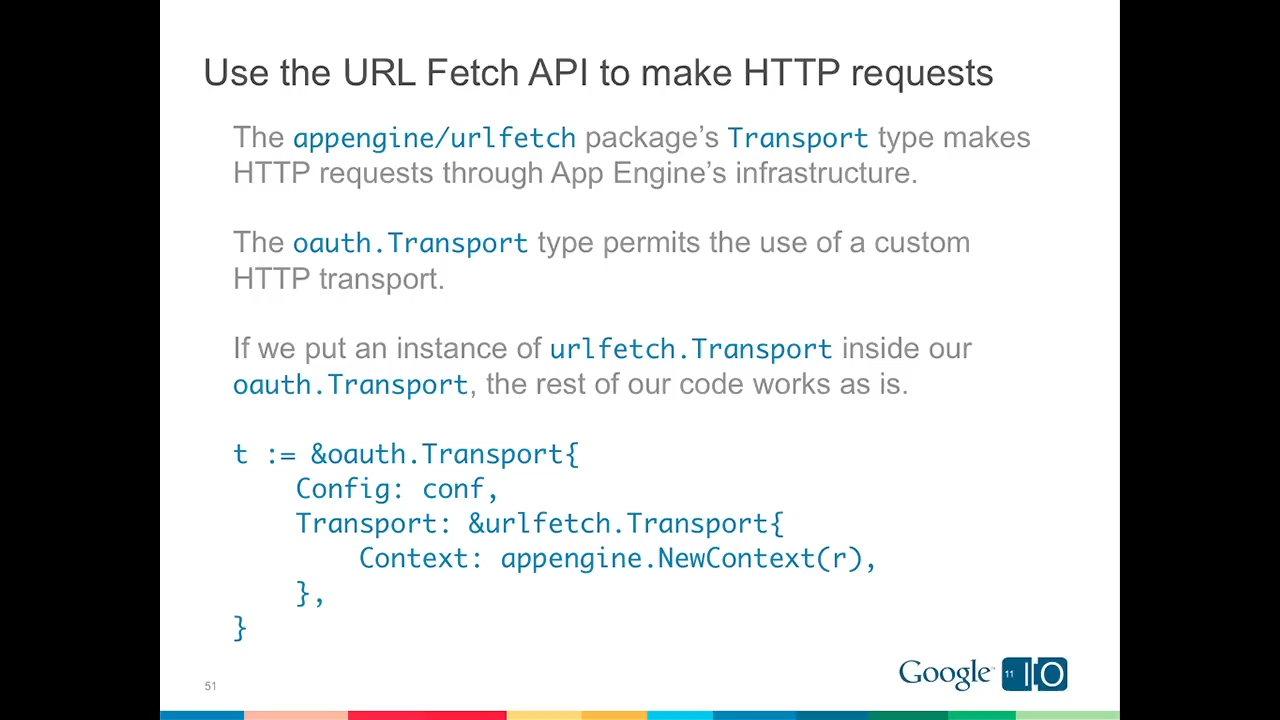 Use the URL Fetch API to make HTTP requests
The appengine/urlfetch package’s Transport type makes
HTTP requests through App Engine’s infrastructure.
The oauth.Transport type permits the use of a custom
HTTP transport.
If we put an instance of urlfetch.Transport inside our
oauth.Transport, the rest of our code works as is.
t := &oauth.Transport{
    Config: conf,
    Transport: &urlfetch.Transport{
        Context: appengine.NewContext(r),
    },
}
51
Google™ 11 IO